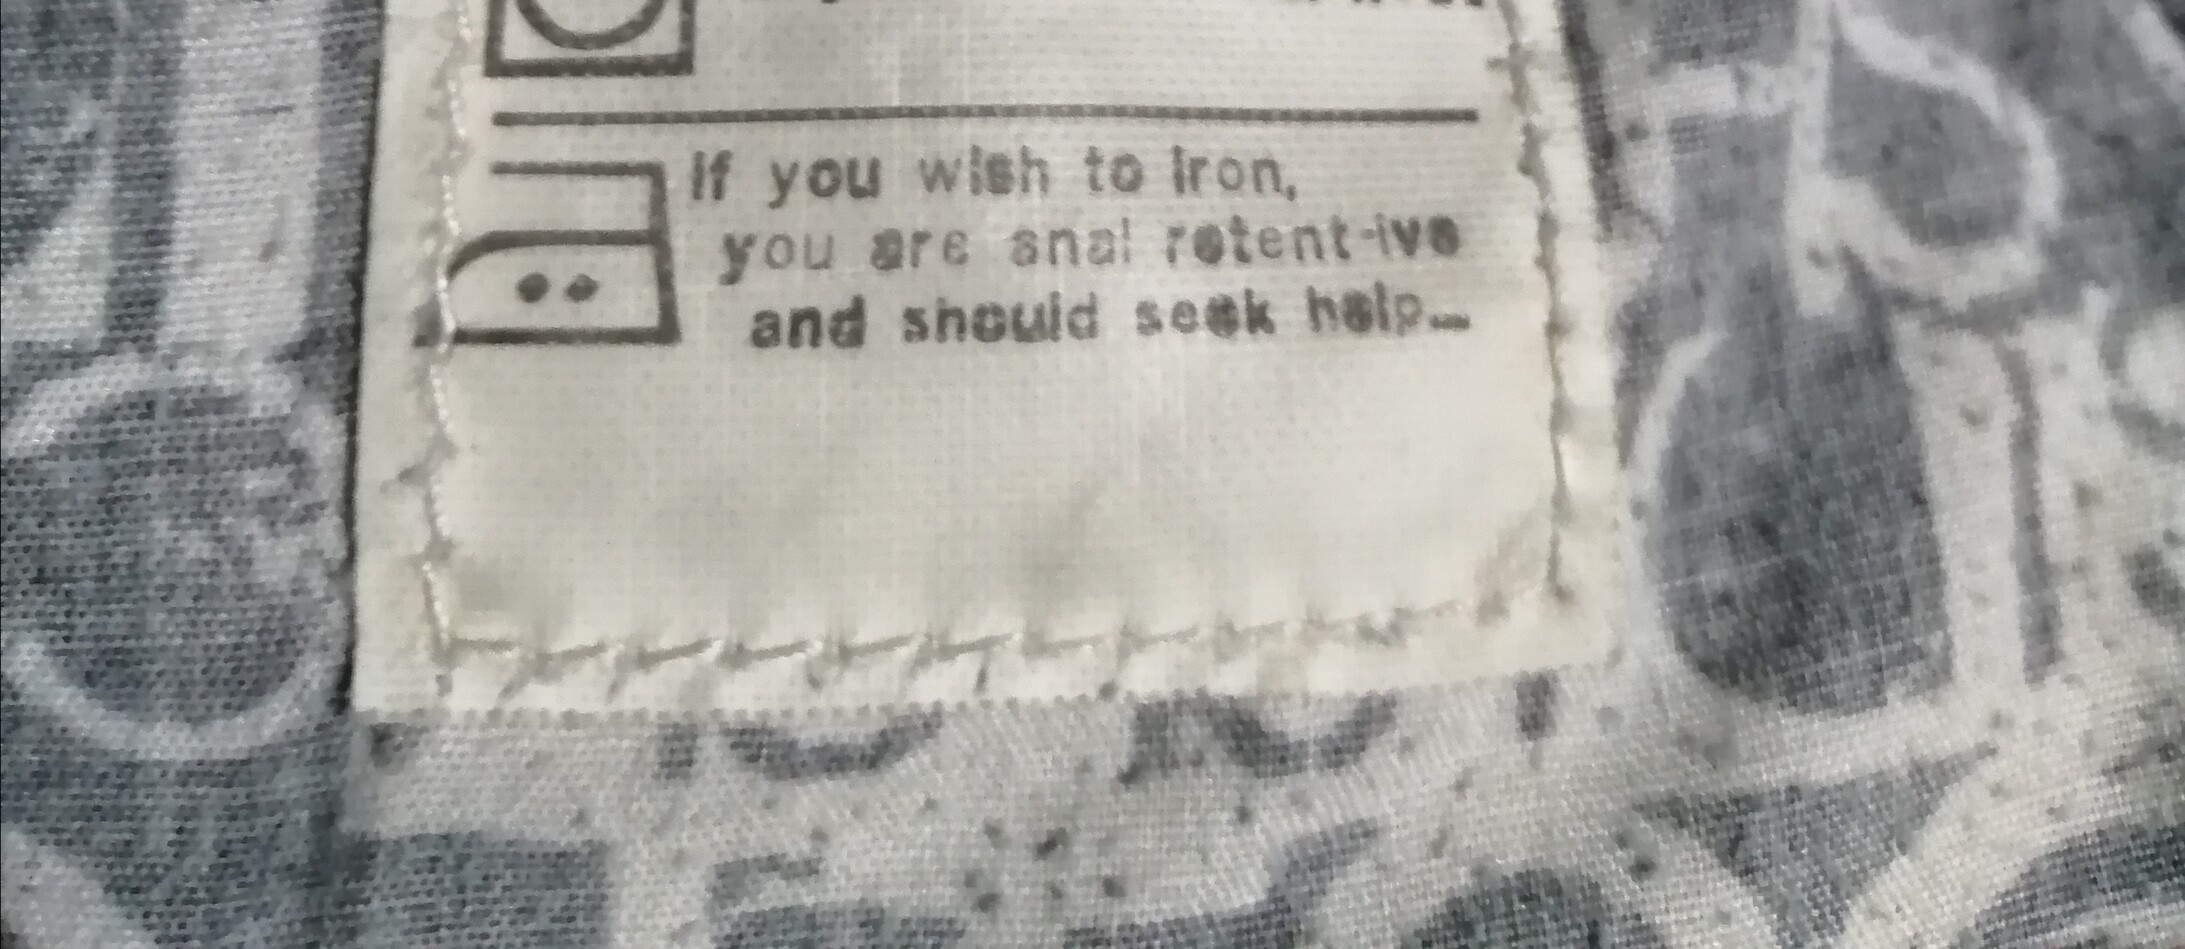 If you wish to iron,
you are anal retent-ive
and should seek help...